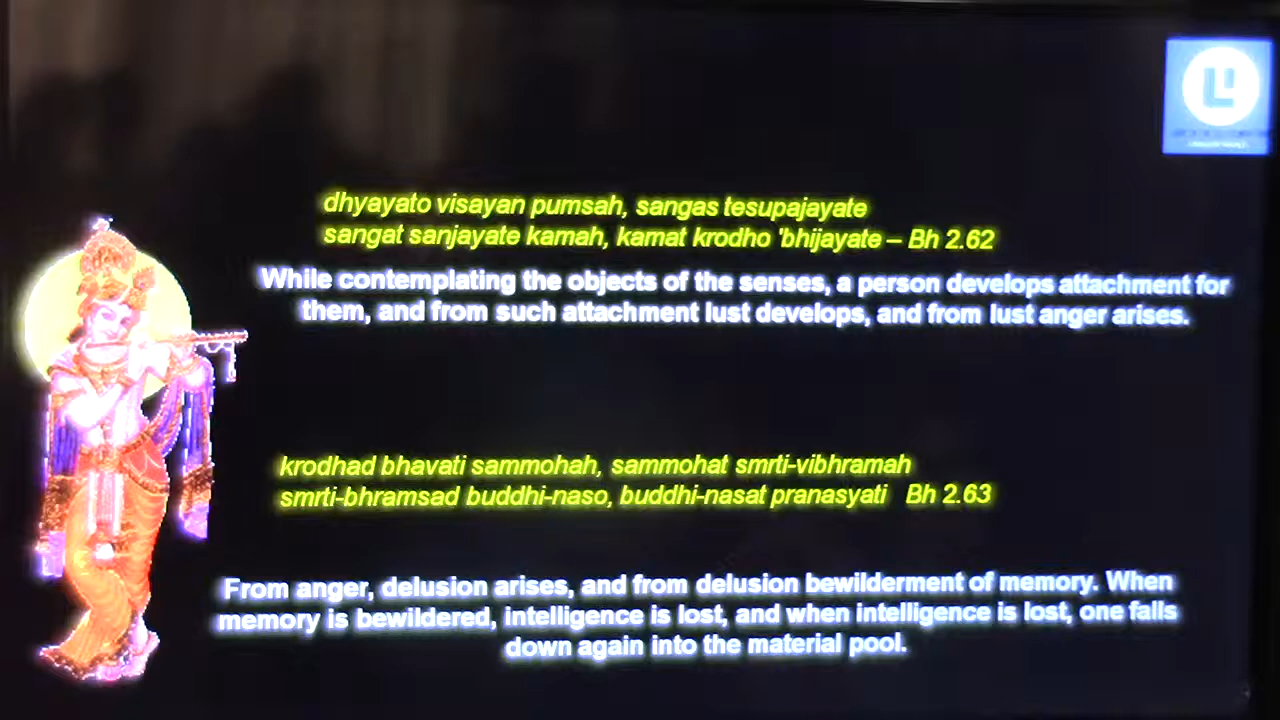 dhyayato visayan pumsah, sangas tesupajayate
sangat sanjayate kamah, kamat krodho 'bhijayate – Bh 2.62
While contemplating the objects of the senses, a person develops attachment for
them, and from such attachment lust develops, and from lust anger arises.
krodhad bhavati sammohah, sammohat smrti-vibhramah
smrti-bhramsad buddhi-naso, buddhi-nasat pranasyati Bh 2.63
From anger, delusion arises, and from delusion bewilderment of memory. When
memory is bewildered, intelligence is lost, and when intelligence is lost, one falls
down again into the material pool.